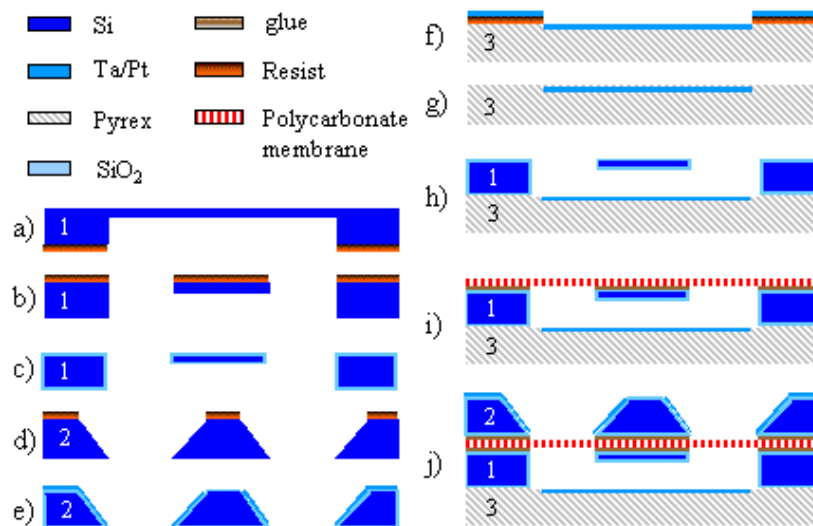 Si
Ta/Pt
Pyrex
SiO₂
glue
Resist
Polycarbonate
membrane
a) 1
b) 1
c) 1
d) 2
e) 2
f) 3
g) 3
h) 1
3
i) 1
3
j) 2
1
3